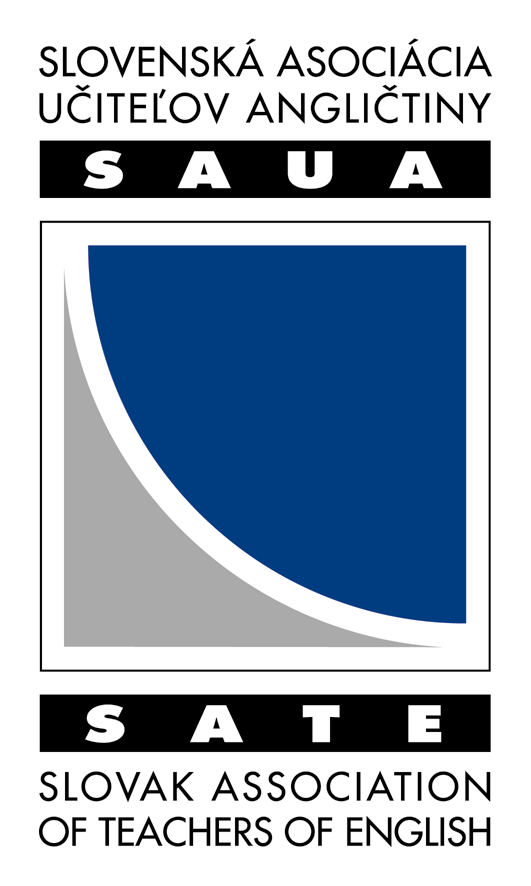 SLOVENSKÁ ASOCIÁCIA
UČITEĽOV ANGLIČTINY
SAUA
SATE
SLOVAK ASSOCIATION
OF TEACHERS OF ENGLISH